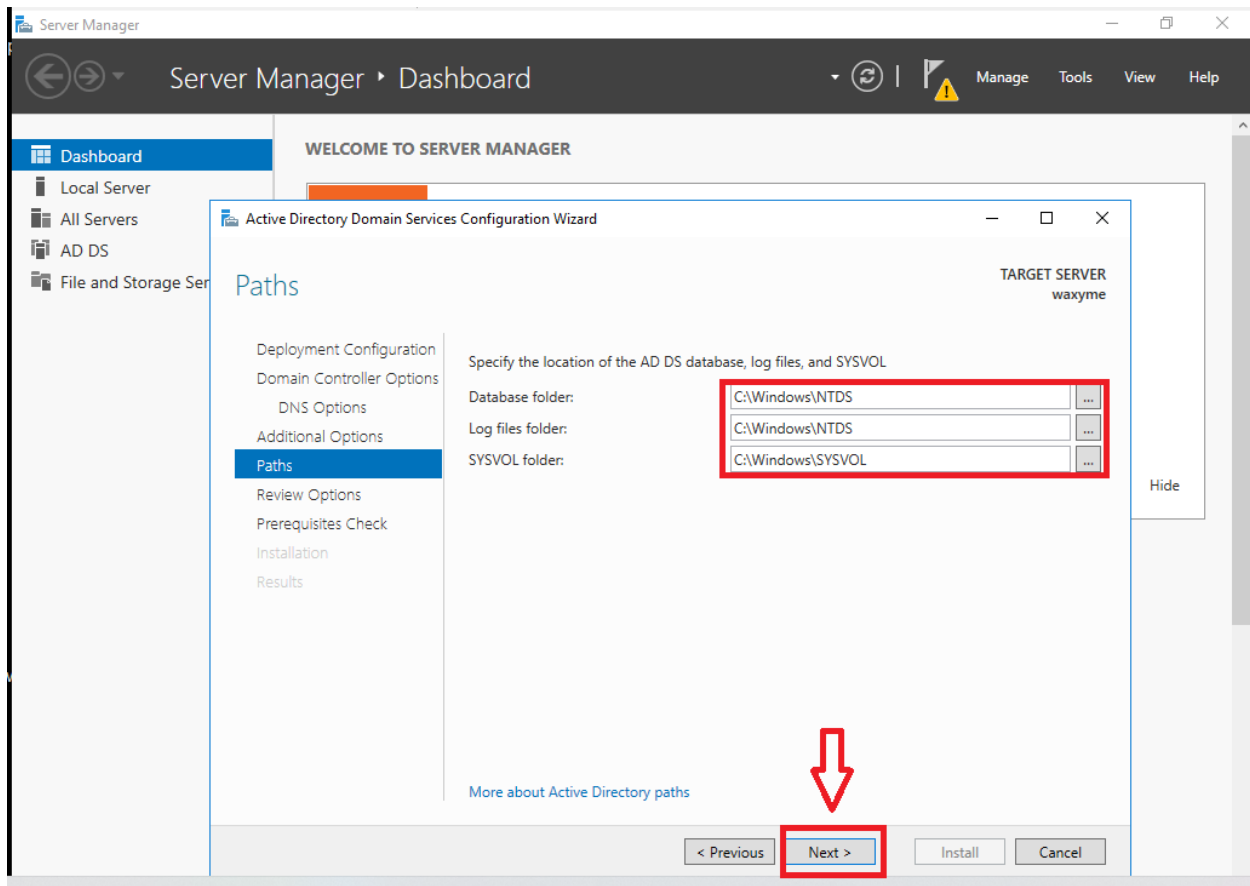 Server Manager
Server Manager • Dashboard
Manage Tools View Help
Dashboard
Local Server
All Servers
AD DS
File and Storage Ser
WELCOME TO SERVER MANAGER
Active Directory Domain Services Configuration Wizard
Paths
TARGET SERVER
waxyme
Deployment Configuration
Domain Controller Options
DNS Options
Additional Options
Paths
Review Options
Prerequisites Check
Installation
Results
Specify the location of the AD DS database, log files, and SYSVOL
Database folder: C:\Windows\NTDS ...
Log files folder: C:\Windows\NTDS ...
SYSVOL folder: C:\Windows\SYSVOL ...
More about Active Directory paths
Hide
< Previous Next > Install Cancel